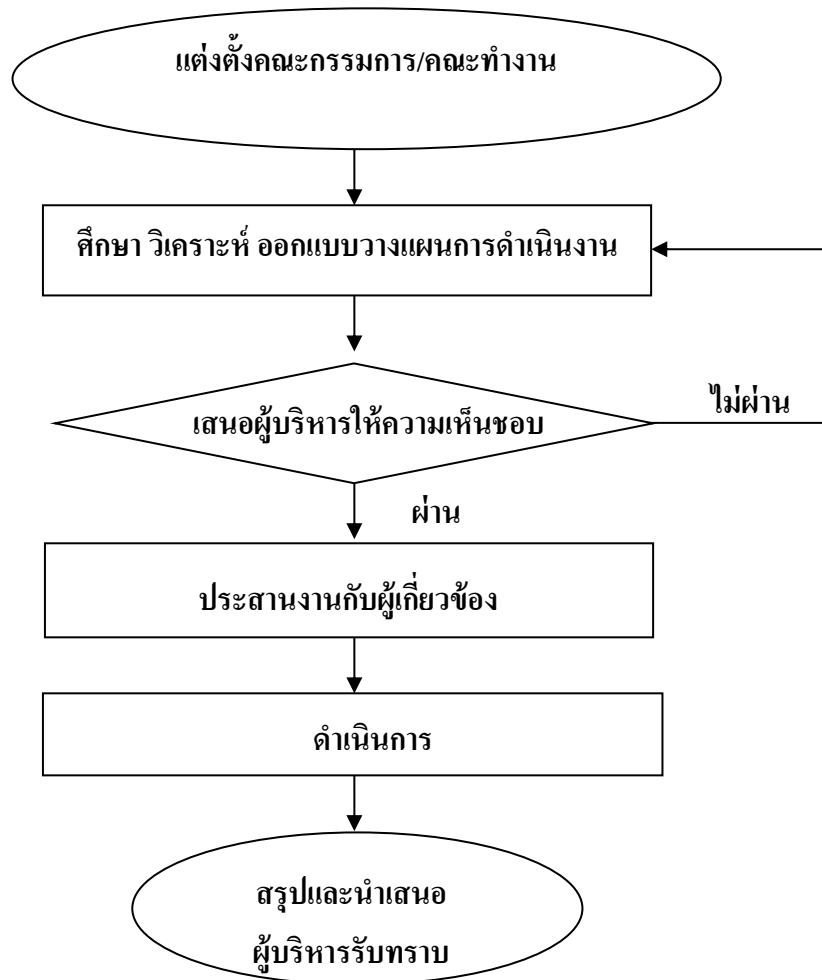 แต่งตั้งคณะกรรมการ/คณะทำงาน
ศึกษา วิเคราะห์ ออกแบบวางแผนการดำเนินงาน
เสนอผู้บริหารให้ความเห็นชอบ
ไม่ผ่าน
ผ่าน
ประสานงานกับผู้เกี่ยวข้อง
ดำเนินการ
สรุปและนำเสนอ
ผู้บริหารรับทราบ